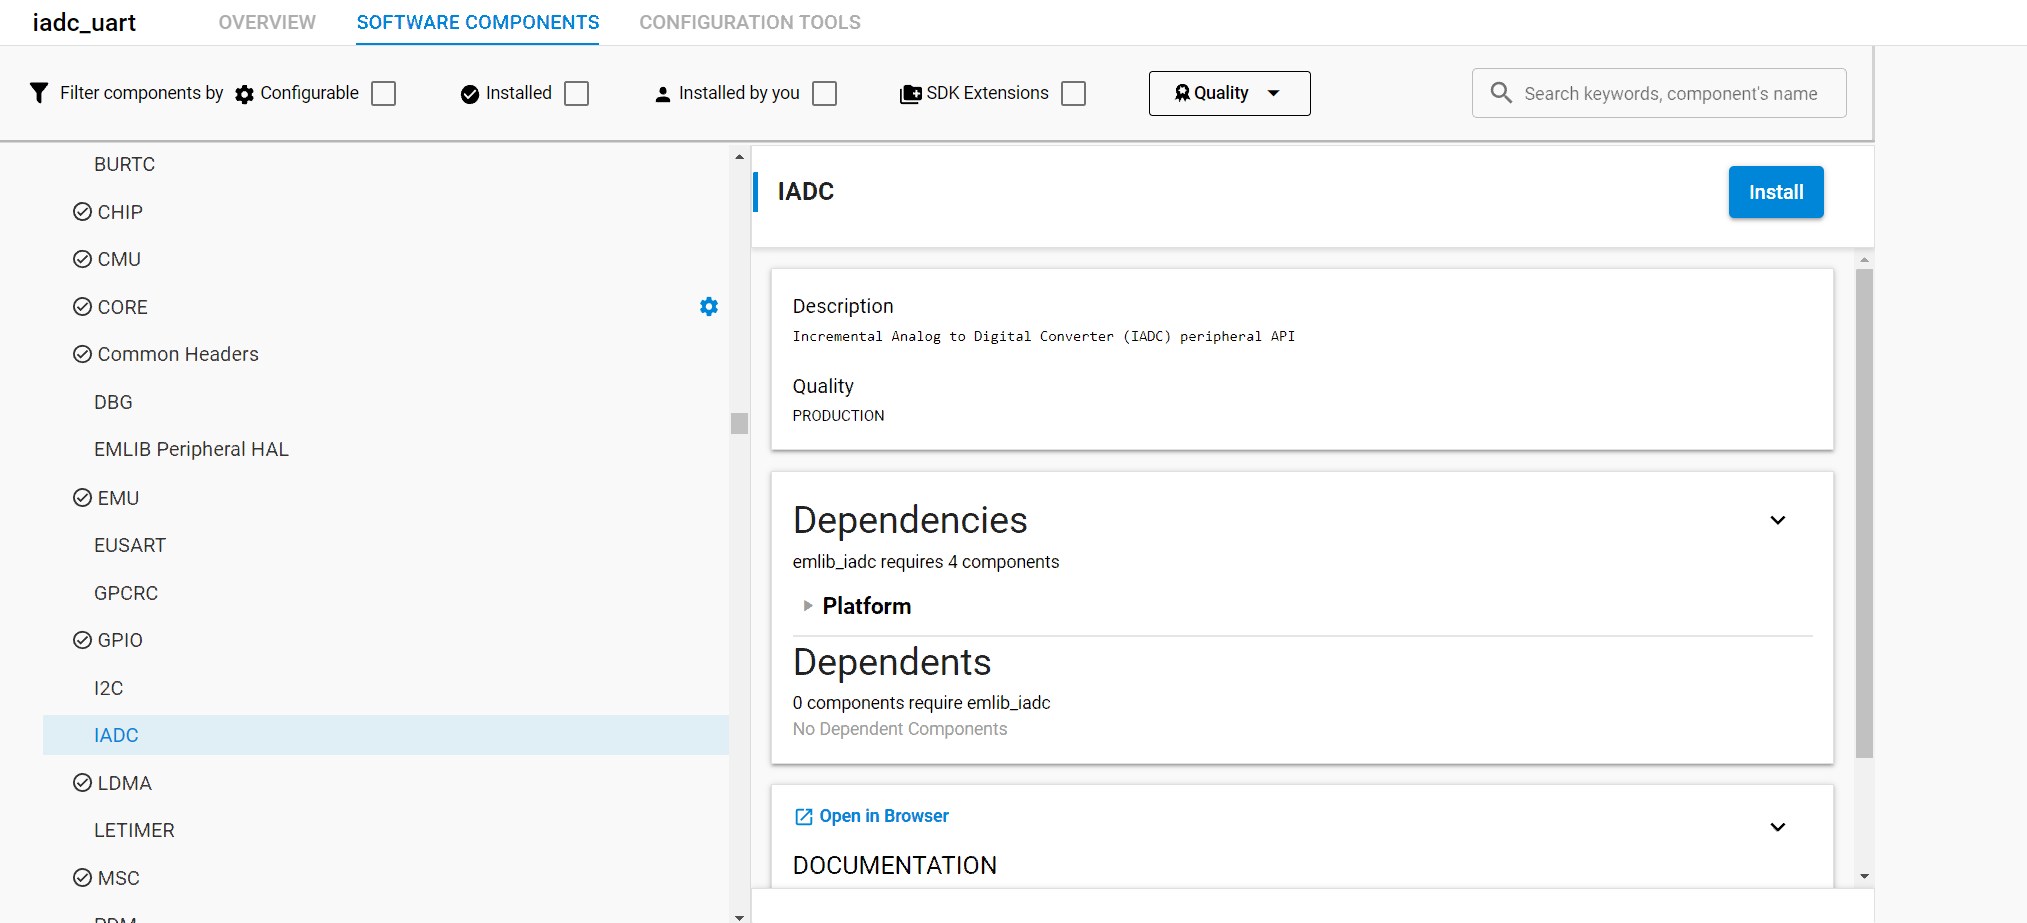 iadc_uart OVERVIEW SOFTWARE COMPONENTS CONFIGURATION TOOLS
Filter components by Configurable Installed Installed by you SDK Extensions Quality Search keywords, component's name
BURTC
CHIP
CMU
CORE
Common Headers
DBG
EMLIB Peripheral HAL
EMU
EUSART
GPCRC
GPIO
I2C
IADC
LDMA
LETIMER
MSC
IADC
Install
Description
Incremental Analog to Digital Converter (IADC) peripheral API
Quality
PRODUCTION
Dependencies
emlib_iadc requires 4 components
Platform
Dependents
0 components require emlib_iadc
No Dependent Components
Open in Browser
DOCUMENTATION